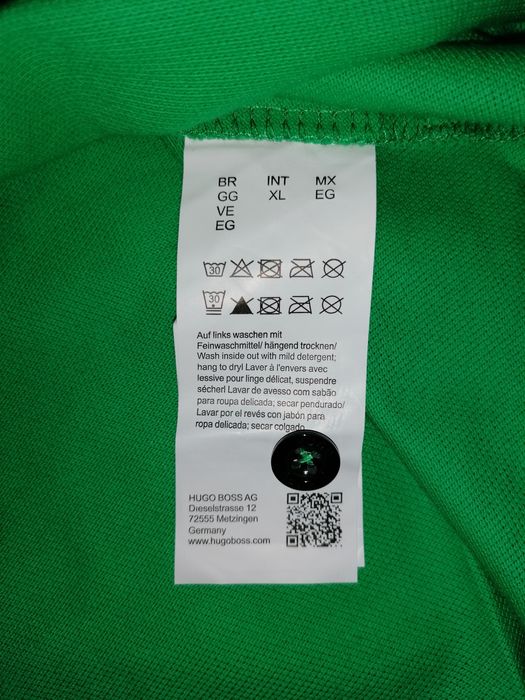 BR INT MX
GG XL EG
VE
EG
30
30
Auf links waschen mit
Feinwaschmittel/ hängend trocknen/
Wash inside out with mild detergent;
hang to dry/ Laver à l'envers avec
lessive pour linge délicat, suspendre
sécher/ Lavar de avesso com sabão
para roupa delicada; secar pendurado/
Lavar por el revés con jabón para
ropa delicada; secar colgado
HUGO BOSS AG
Dieselstrasse 12
72555 Metzingen
Germany
www.hugoboss.com